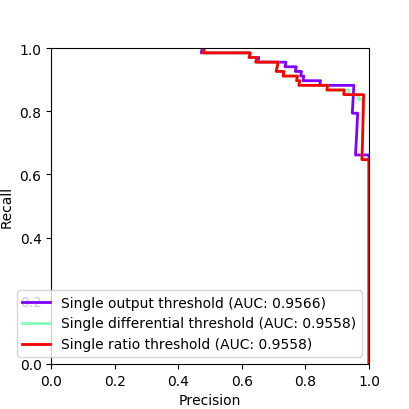 1.0
0.8
0.6
0.4
0.2
0.0
Recall
Single output threshold (AUC: 0.9566)
Single differential threshold (AUC: 0.9558)
Single ratio threshold (AUC: 0.9558)
0.0 0.2 0.4 0.6 0.8 1.0
Precision